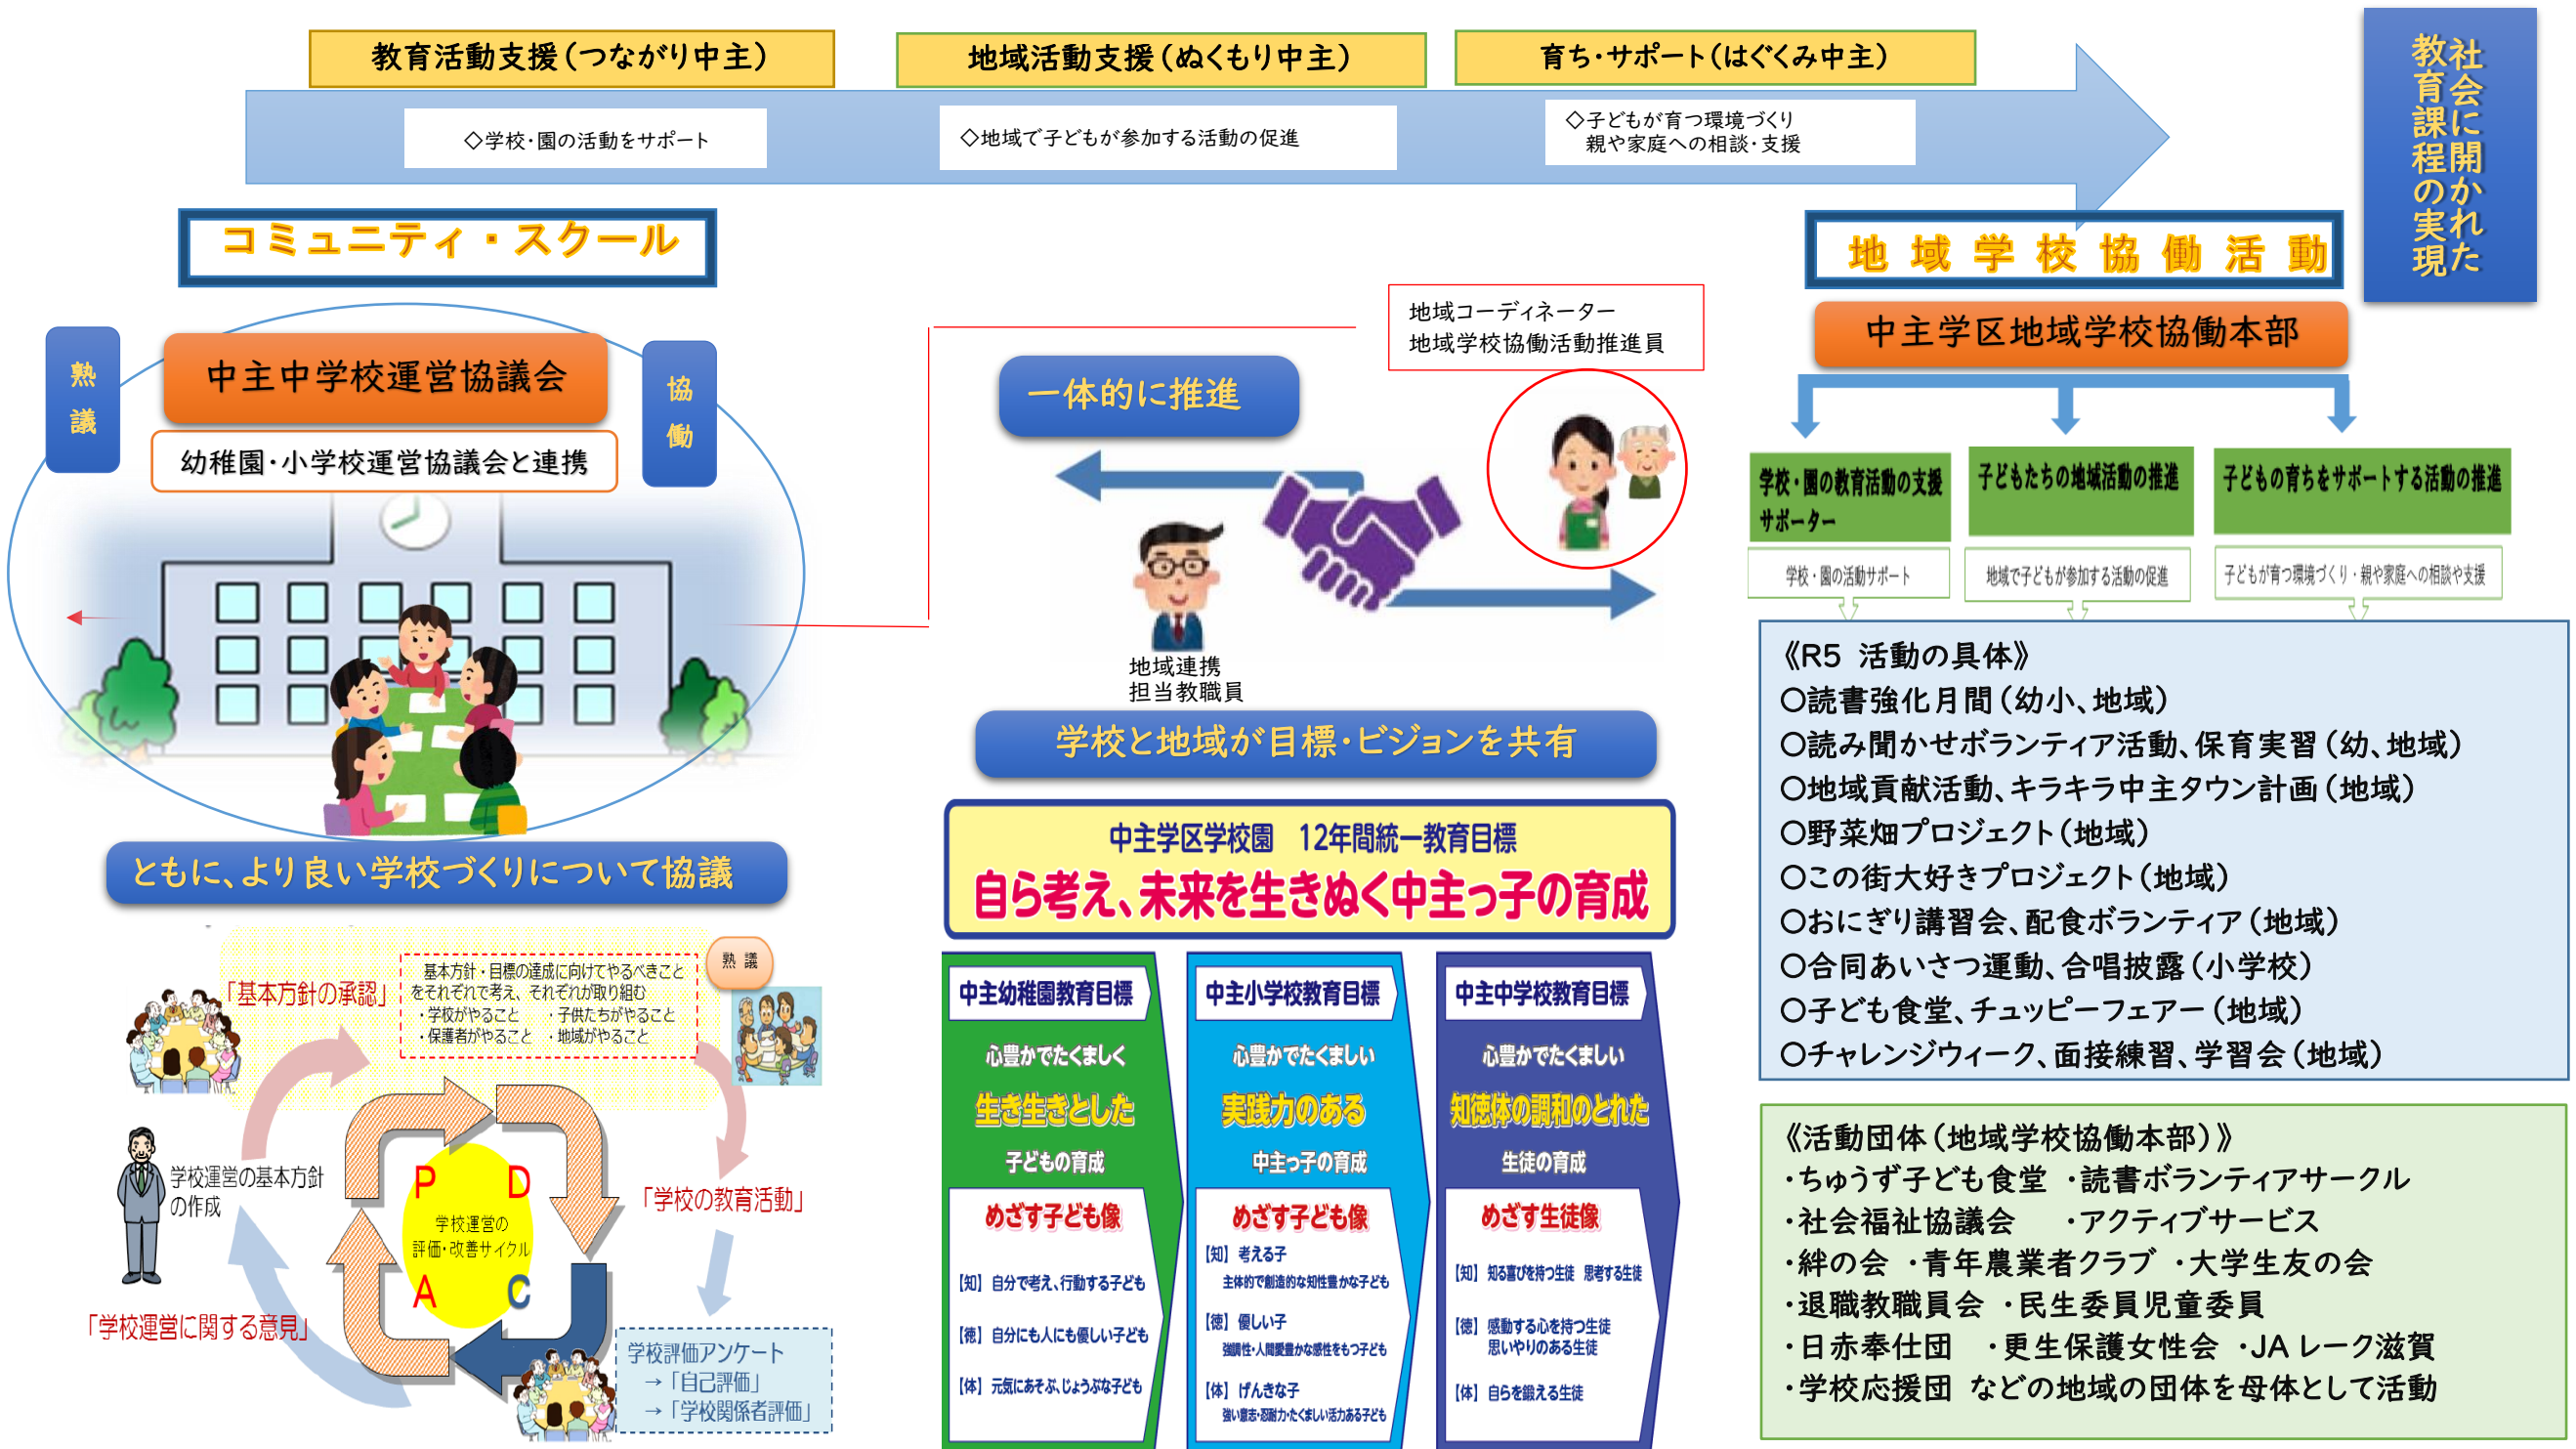 教育活動支援（つながり中主）
地域活動支援（ぬくもり中主）
育ち・サポート（はぐくみ中主）
◇学校・園の活動をサポート
◇地域で子どもが参加する活動の促進
◇子どもが育つ環境づくり
親や家庭への相談・支援
社会に開かれた
教育課程の実現
コミュニティ・スクール
熟議
中主中学校運営協議会
協働
幼稚園・小学校運営協議会と連携
ともに、より良い学校づくりについて協議
地域コーディネーター
地域学校協働活動推進員
一体的に推進
地域連携
担当教職員
学校と地域が目標・ビジョンを共有
地域学校協働活動
中主学区地域学校協働本部
学校・園の教育活動の支援
サポーター
子どもたちの地域活動の推進
子どもの育ちをサポートする活動の推進
学校・園の活動サポート
地域で子どもが参加する活動の促進
子どもが育つ環境づくり・親や家庭への相談や支援
《R5 活動の具体》
〇読書強化月間（幼小、地域）
〇読み聞かせボランティア活動、保育実習（幼、地域）
〇地域貢献活動、キラキラ中主タウン計画（地域）
〇野菜畑プロジェクト（地域）
〇この街大好きプロジェクト（地域）
〇おにぎり講習会、配食ボランティア（地域）
〇合同あいさつ運動、合唱披露（小学校）
〇子ども食堂、チュッピーフェアー（地域）
〇チャレンジウィーク、面接練習、学習会（地域）
《活動団体（地域学校協働本部）》
・ちゅうず子ども食堂 ・読書ボランティアサークル
・社会福祉協議会 ・アクティブサービス
・絆の会 ・青年農業者クラブ ・大学生友の会
・退職教職員会 ・民生委員児童委員
・日赤奉仕団 ・更生保護女性会 ・JAレーク滋賀
・学校応援団 などの地域の団体を母体として活動
中主学区学校園 12年間統一教育目標
自ら考え、未来を生きぬく中主っ子の育成
中主幼稚園教育目標
心豊かでたくましく
生き生きとした
子どもの育成
めざす子ども像
【知】自分で考え、行動する子ども
【徳】自分にも人にも優しい子ども
【体】元気にあそぶ、じょうぶな子ども
中主小学校教育目標
心豊かでたくましい
実践力のある
中主っ子の育成
めざす子ども像
【知】考える子
主体的で創造的な知性豊かな子ども
【徳】優しい子
強調性・人間愛豊かな感性をもつ子ども
【体】げんきな子
強い意志・忍耐力・たくましい活力ある子ども
中主中学校教育目標
心豊かでたくましい
知徳体の調和のとれた
生徒の育成
めざす生徒像
【知】知る喜びを持つ生徒 思考する生徒
【徳】感動する心を持つ生徒
思いやりのある生徒
【体】自らを鍛える生徒
「基本方針の承認」
基本方針・目標の達成に向けてやるべきこと
をそれぞれで考え、それぞれが取り組む
・学校がやること ・子供たちがやること
・保護者がやること ・地域がやること
熟 議
学校運営の基本方針
の作成
P D
学校運営の
評価・改善サイクル
A C
「学校の教育活動」
「学校運営に関する意見」
学校評価アンケート
→「自己評価」
→「学校関係者評価」